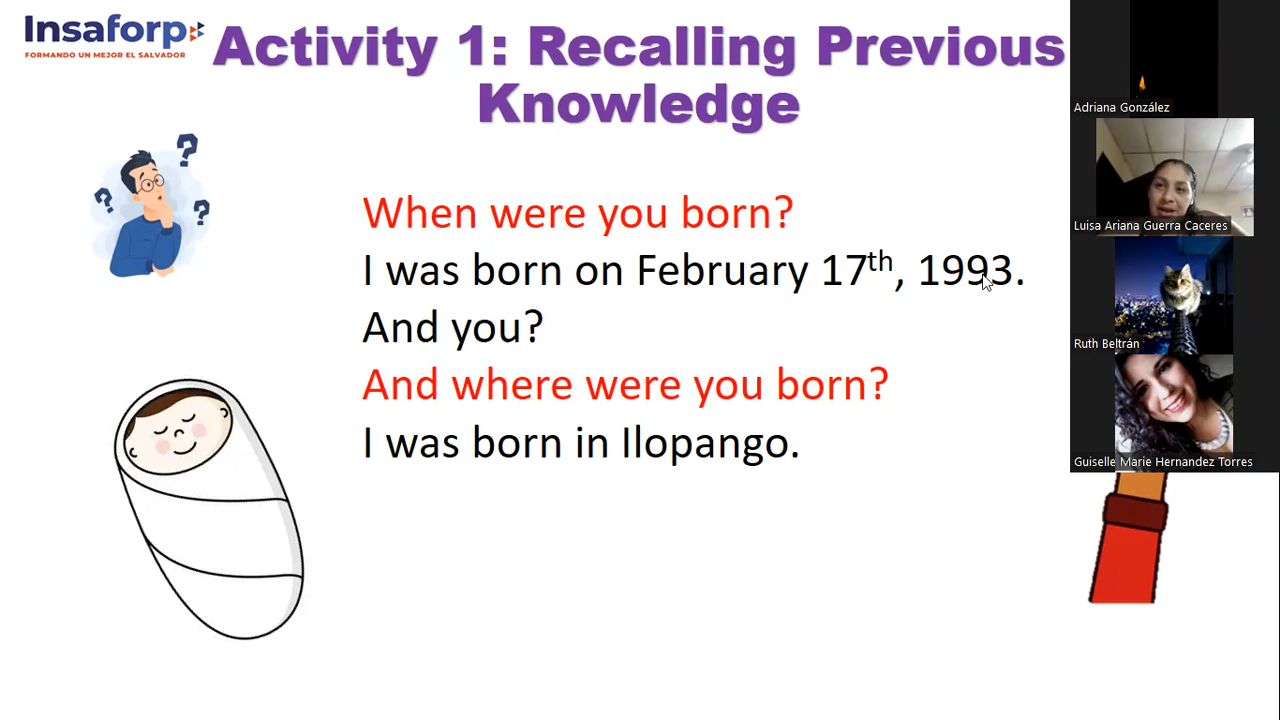 Insaforp
FORMANDO UN MEJOR EL SALVADOR
Activity 1: Recalling Previous
Knowledge
? ? ?
When were you born?
I was born on February 17th, 1993.
And you?
And where were you born?
I was born in Ilopango.
Adriana González
Luisa Ariana Guerra Caceres
Ruth Beltrán
Guiselle Marie Hernandez Torres